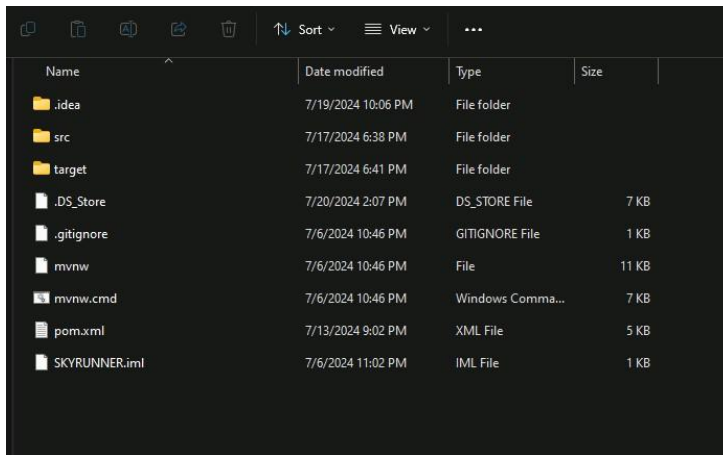 Sort View ...
Name Date modified Type Size
.idea 7/19/2024 10:06 PM File folder
src 7/17/2024 6:38 PM File folder
target 7/17/2024 6:41 PM File folder
.DS_Store 7/20/2024 2:07 PM DS_STORE File 7 KB
.gitignore 7/6/2024 10:46 PM GITIGNORE File 1 KB
mvnw 7/6/2024 10:46 PM File 11 KB
mvnw.cmd 7/6/2024 10:46 PM Windows Comma... 7 KB
pom.xml 7/13/2024 9:02 PM XML File 5 KB
SKYRUNNER.iml 7/6/2024 11:02 PM IML File 1 KB